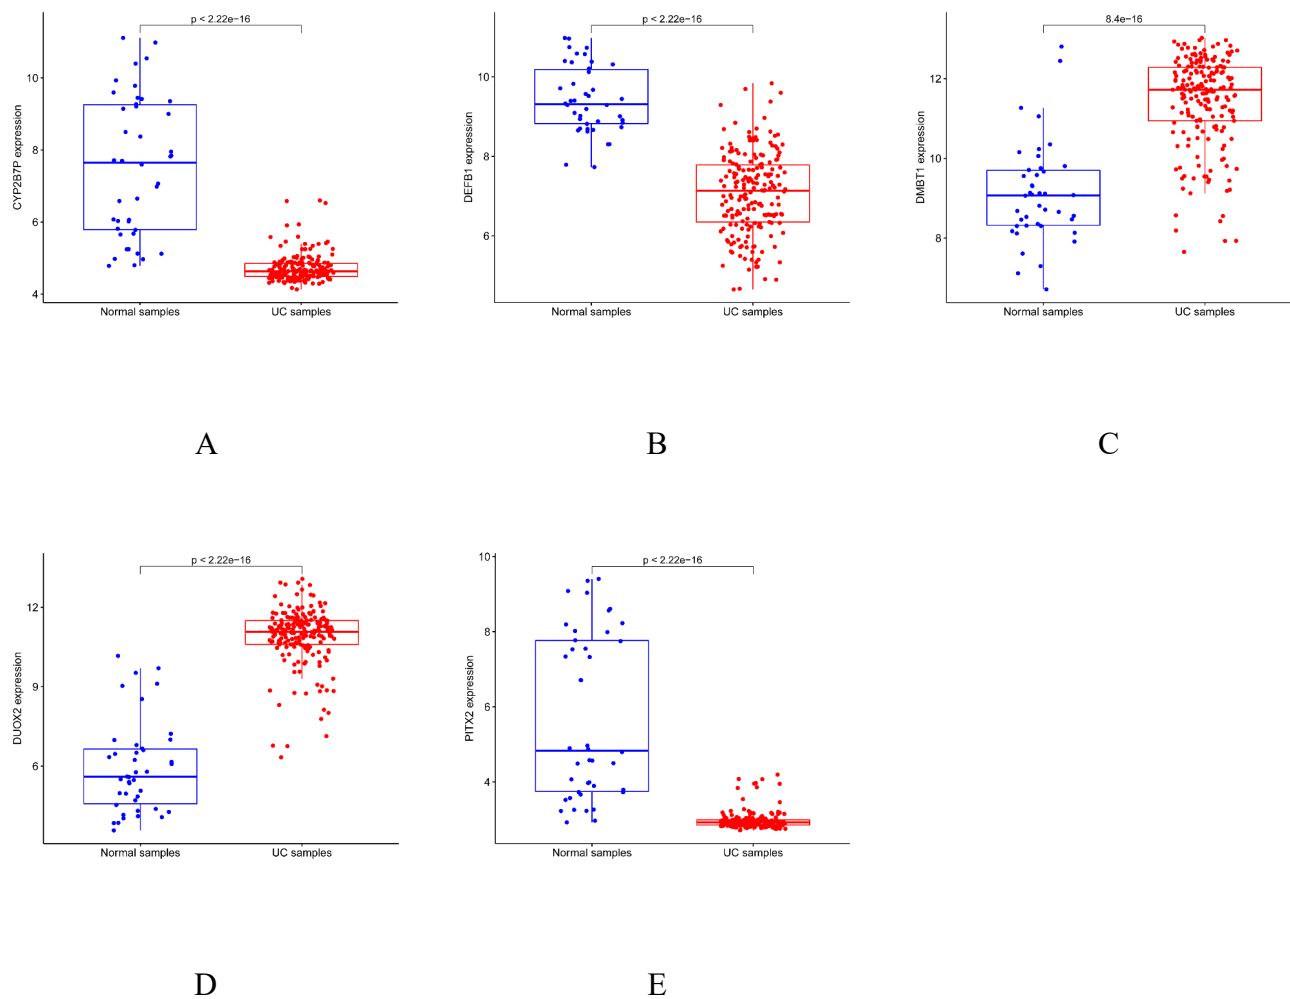 p < 2.22e−16
10
8
6
4
CYP2B7P expression
Normal samples
UC samples
A
p < 2.22e−16
10
8
6
DEFB1 expression
Normal samples
UC samples
B
8.4e−16
12
10
8
DMBT1 expression
Normal samples
UC samples
C
p < 2.22e−16
12
9
6
DUOX2 expression
Normal samples
UC samples
D
p < 2.22e−16
10
8
6
4
PITX2 expression
Normal samples
UC samples
E